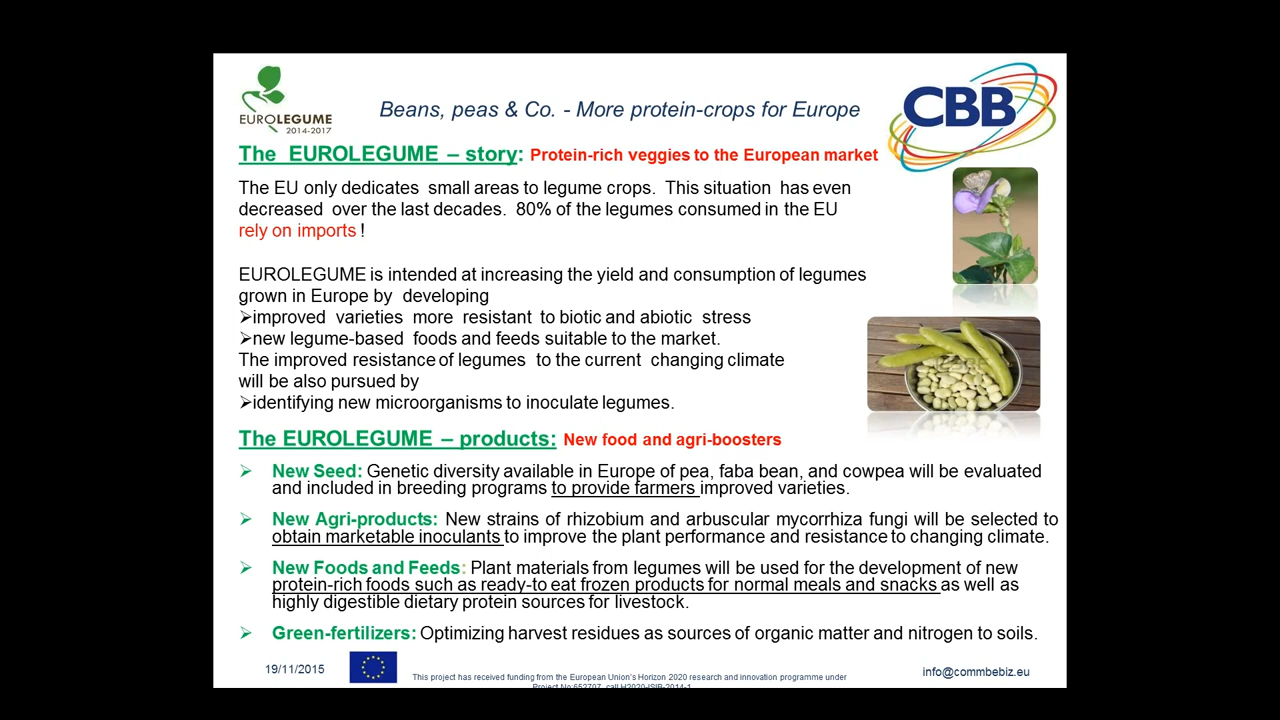 EUROLEGUME
2014-2017
Beans, peas & Co. - More protein-crops for Europe
CBB
The EUROLEGUME – story: Protein-rich veggies to the European market
The EU only dedicates small areas to legume crops. This situation has even
decreased over the last decades. 80% of the legumes consumed in the EU
rely on imports !
EUROLEGUME is intended at increasing the yield and consumption of legumes
grown in Europe by developing
➢improved varieties more resistant to biotic and abiotic stress
➢new legume-based foods and feeds suitable to the market.
The improved resistance of legumes to the current changing climate
will be also pursued by
➢identifying new microorganisms to inoculate legumes.
The EUROLEGUME – products: New food and agri-boosters
➢ New Seed: Genetic diversity available in Europe of pea, faba bean, and cowpea will be evaluated
and included in breeding programs to provide farmers improved varieties.
➢ New Agri-products: New strains of rhizobium and arbuscular mycorrhiza fungi will be selected to
obtain marketable inoculants to improve the plant performance and resistance to changing climate.
➢ New Foods and Feeds: Plant materials from legumes will be used for the development of new
protein-rich foods such as ready-to eat frozen products for normal meals and snacks as well as
highly digestible dietary protein sources for livestock.
➢ Green-fertilizers: Optimizing harvest residues as sources of organic matter and nitrogen to soils.
19/11/2015
This project has received funding from the European Union's Horizon 2020 research and innovation programme under
Project No:652707, call H2020-ISIB-2014-1
info@commbebiz.eu